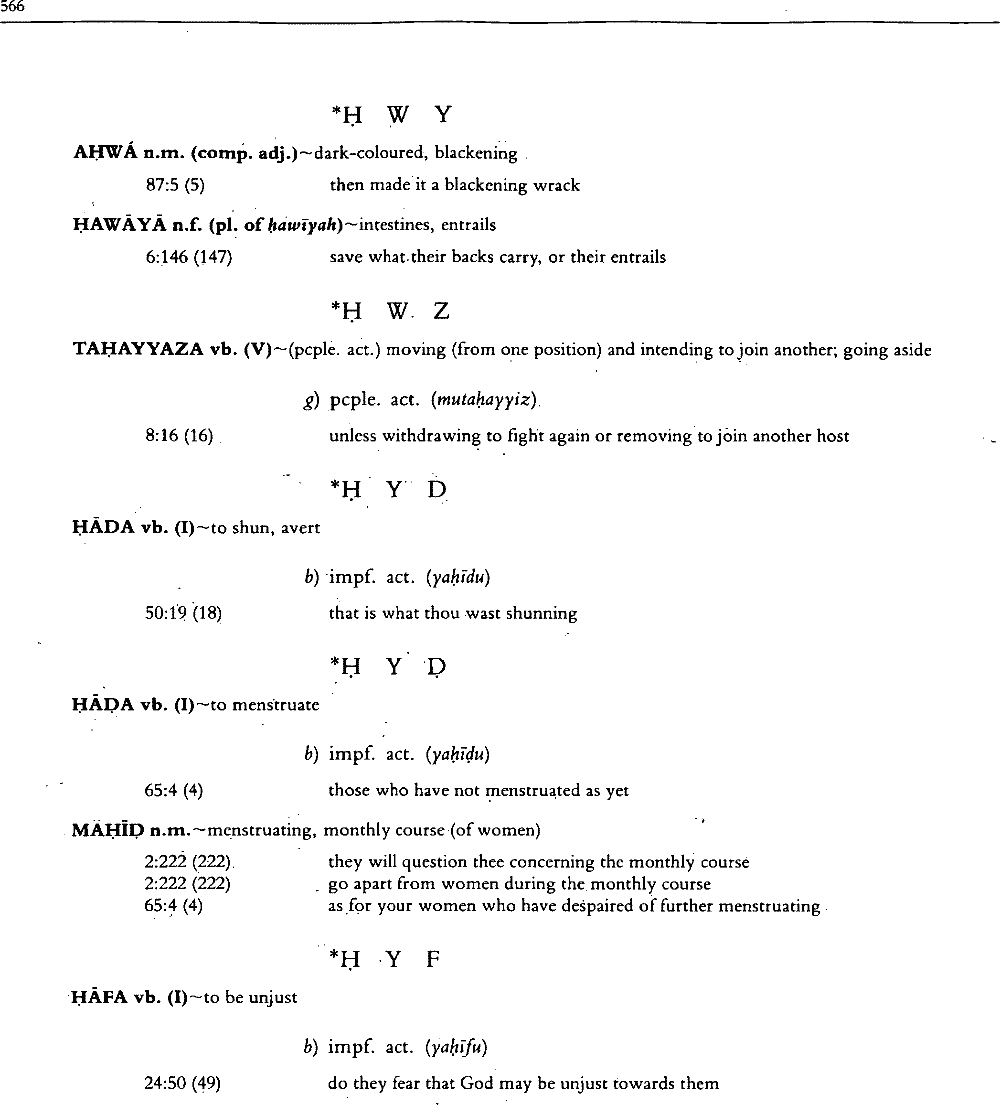 566
*Ḥ W Y
AḤWÁ n.m. (comp. adj.)~dark-coloured, blackening
87:5 (5) then made it a blackening wrack
ḤAWĀYĀ n.f. (pl. of ḥawīyah)~intestines, entrails
6:146 (147) save what their backs carry, or their entrails
*Ḥ W Z
TAḤAYYAZA vb. (V)~(pcple. act.) moving (from one position) and intending to join another; going aside
g) pcple. act. (mutaḥayyiz)
8:16 (16) unless withdrawing to fight again or removing to join another host
*Ḥ Y D
ḤĀDA vb. (I)~to shun, avert
b) impf. act. (yaḥīdu)
50:19 (18) that is what thou wast shunning
*Ḥ Y Ḍ
ḤĀḌA vb. (I)~to menstruate
b) impf. act. (yaḥīḍu)
65:4 (4) those who have not menstruated as yet
MAḤĪḌ n.m.~menstruating, monthly course (of women)
2:222 (222) they will question thee concerning the monthly course
2:222 (222) go apart from women during the monthly course
65:4 (4) as for your women who have despaired of further menstruating
*Ḥ Y F
ḤĀFA vb. (I)~to be unjust
b) impf. act. (yaḥīfu)
24:50 (49) do they fear that God may be unjust towards them